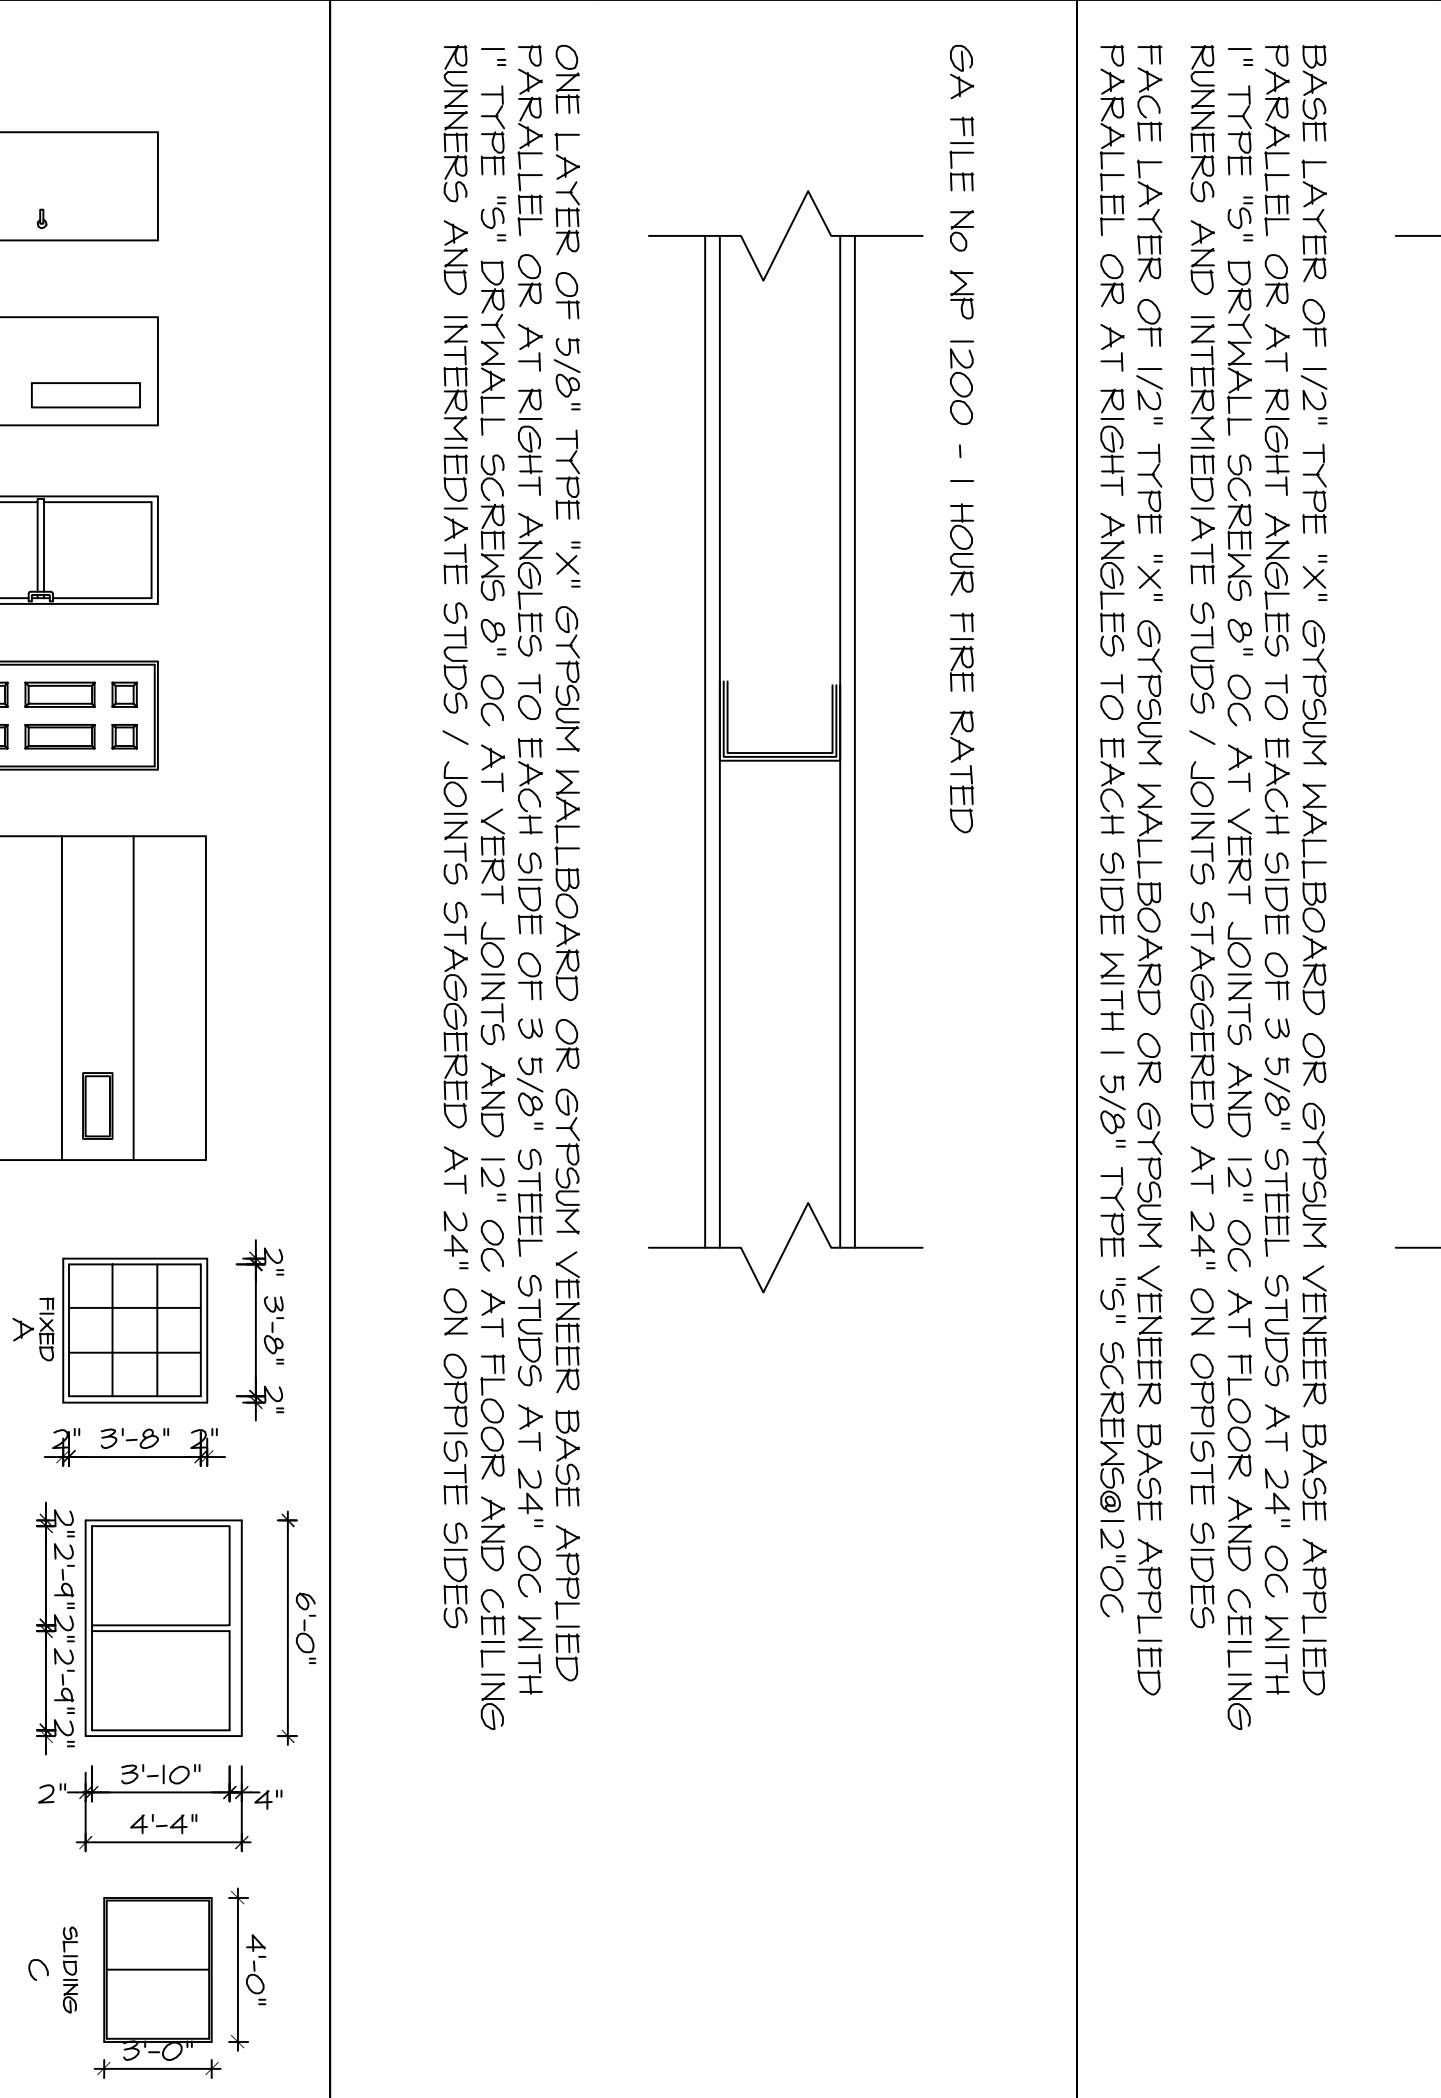 BASE LAYER OF 1/2" TYPE "X" GYPSUM WALLBOARD OR GYPSUM VENEER BASE APPLIED
PARALLEL OR AT RIGHT ANGLES TO EACH SIDE OF 3 5/8" STEEL STUDS AT 24" OC WITH
1" TYPE "S" DRYWALL SCREWS 8" OC AT VERT JOINTS AND 12" OC AT FLOOR AND CEILING
RUNNERS AND INTERMIEDIATE STUDS / JOINTS STAGGERED AT 24" ON OPPISTE SIDES
FACE LAYER OF 1/2" TYPE "X" GYPSUM WALLBOARD OR GYPSUM VENEER BASE APPLIED
PARALLEL OR AT RIGHT ANGLES TO EACH SIDE WITH 1 5/8" TYPE "S" SCREWS@12"OC
GA FILE No WP 1200 - 1 HOUR FIRE RATED
ONE LAYER OF 5/8" TYPE "X" GYPSUM WALLBOARD OR GYPSUM VENEER BASE APPLIED
PARALLEL OR AT RIGHT ANGLES TO EACH SIDE OF 3 5/8" STEEL STUDS AT 24" OC WITH
1" TYPE "S" DRYWALL SCREWS 8" OC AT VERT JOINTS AND 12" OC AT FLOOR AND CEILING
RUNNERS AND INTERMIEDIATE STUDS / JOINTS STAGGERED AT 24" ON OPPISTE SIDES
2" 3'-8" 2"
2" 3'-8" 2"
FIXED
A
6'-0"
2" 2'-9" 2" 2'-9" 2"
3'-10"
2" 4"
4'-4"
4'-0"
3'-0"
SLIDING
C